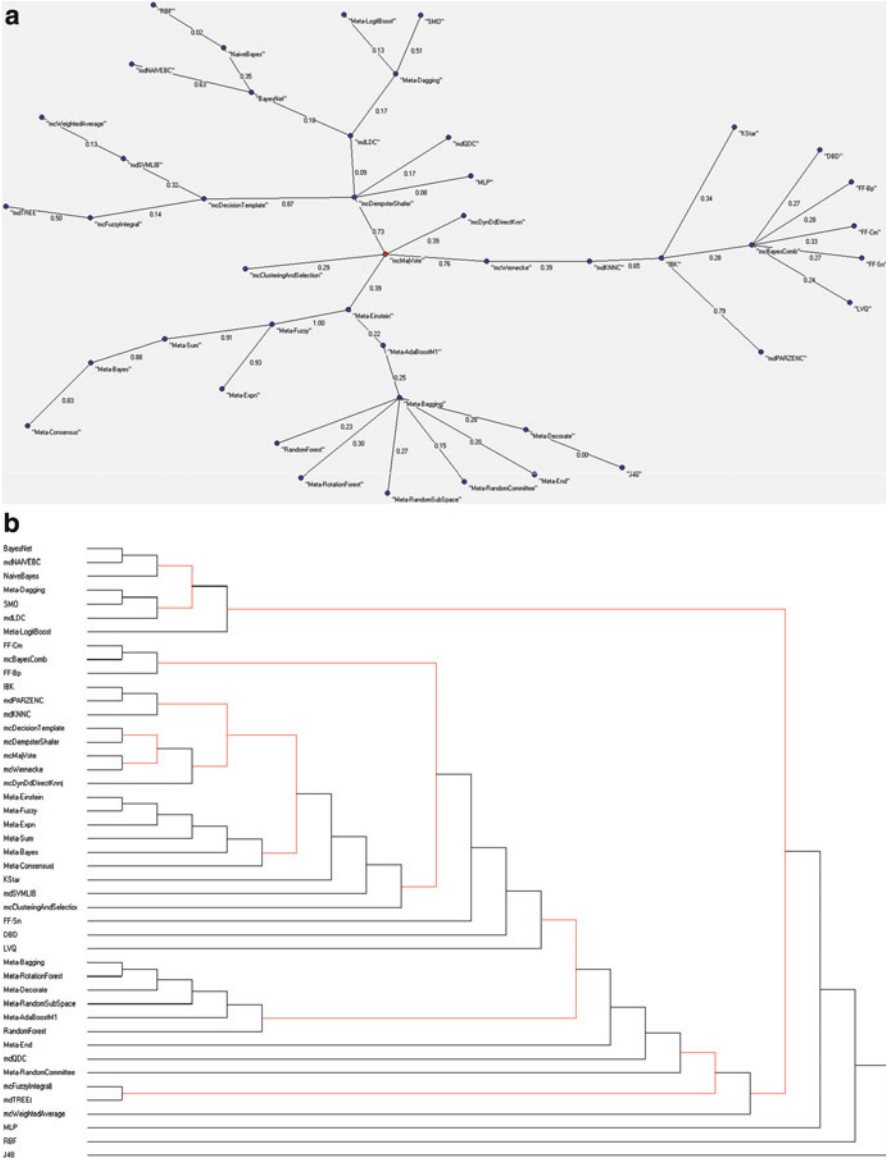 a
"RBF"
0.02
"NaiveBayes"
"mdNAIVEBC"
0.63
0.35
"BayesNet"
0.19
"Meta-LogitBoost"
"SMO"
0.13
0.51
"Meta-Dagging"
0.17
"mdLDC"
0.09
"mcWeightedAverage"
0.13
"mdSVMLIB"
0.32
"mdTREE"
0.50
"mcFuzzyIntegral"
0.14
"mcDecisionTemplate"
0.87
"mcDempsterShafer"
0.17
"mdQDC"
0.08
"MLP"
0.73
0.39
"mcDynDdDirectKnn"
"mcMajVote"
0.29
"mcClusteringAndSelection"
0.76
"mcWernecke"
0.39
"mdKNNC"
0.65
"IBK"
0.34
"KStar"
0.28
0.79
"mdPARZENC"
"mcBayesComb"
0.27
"DBD"
0.28
"FF-Bp"
0.33
"FF-Cm"
0.27
"FF-Sn"
0.24
"LVQ"
0.39
"Meta-Einstein"
1.00
"Meta-Fuzzy"
0.91
"Meta-Sum"
0.88
"Meta-Bayes"
0.83
"Meta-Consensus"
0.93
"Meta-Expn"
0.22
"Meta-AdaBoostM1"
0.25
"Meta-Bagging"
0.23
"RandomForest"
0.30
"Meta-RotationForest"
0.27
"Meta-RandomSubSpace"
0.15
"Meta-RandomCommittee"
0.20
"Meta-End"
0.26
"Meta-Decorate"
0.00
"J48"
b
BayesNet
mdNAIVEBC
NaiveBayes
Meta-Dagging
SMO
mdLDC
Meta-LogitBoost
FF-Cm
mcBayesComb
FF-Bp
IBK
mdPARZENC
mdKNNC
mcDecisionTemplate
mcDempsterShafer
mcMajVote
mcWernecke
mcDynDdDirectKnn
Meta-Einstein
Meta-Fuzzy
Meta-Expn
Meta-Sum
Meta-Bayes
Meta-Consensus
KStar
mdSVMLIB
mcClusteringAndSelectio
FF-Sn
DBD
LVQ
Meta-Bagging
Meta-RotationForest
Meta-Decorate
Meta-RandomSubSpace
Meta-AdaBoostM1
RandomForest
Meta-End
mdQDC
Meta-RandomCommittee
mcFuzzyIntegral
mdTREE
mcWeightedAverage
MLP
RBF
J48